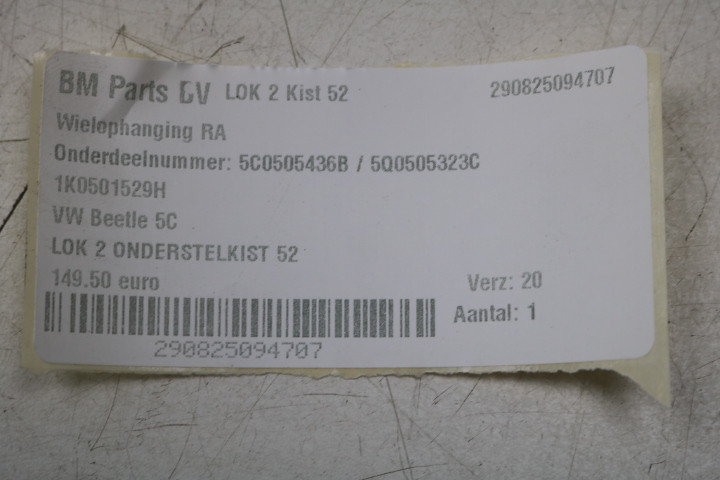 BM Parts BV LOK 2 Kist 52 290825094707
Wielophanging RA
Onderdeelnummer: 5C0505436B / 5Q0505323C
1K0501529H
VW Beetle 5C
LOK 2 ONDERSTELKIST 52
149.50 euro Verz: 20
Aantal: 1
290825094707